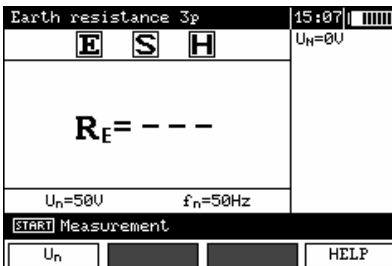 Earth resistance 3p 15:07
E S H
U_N=0V
R_E= - - -
U_n=50V f_n=50Hz
START Measurement
U_n HELP